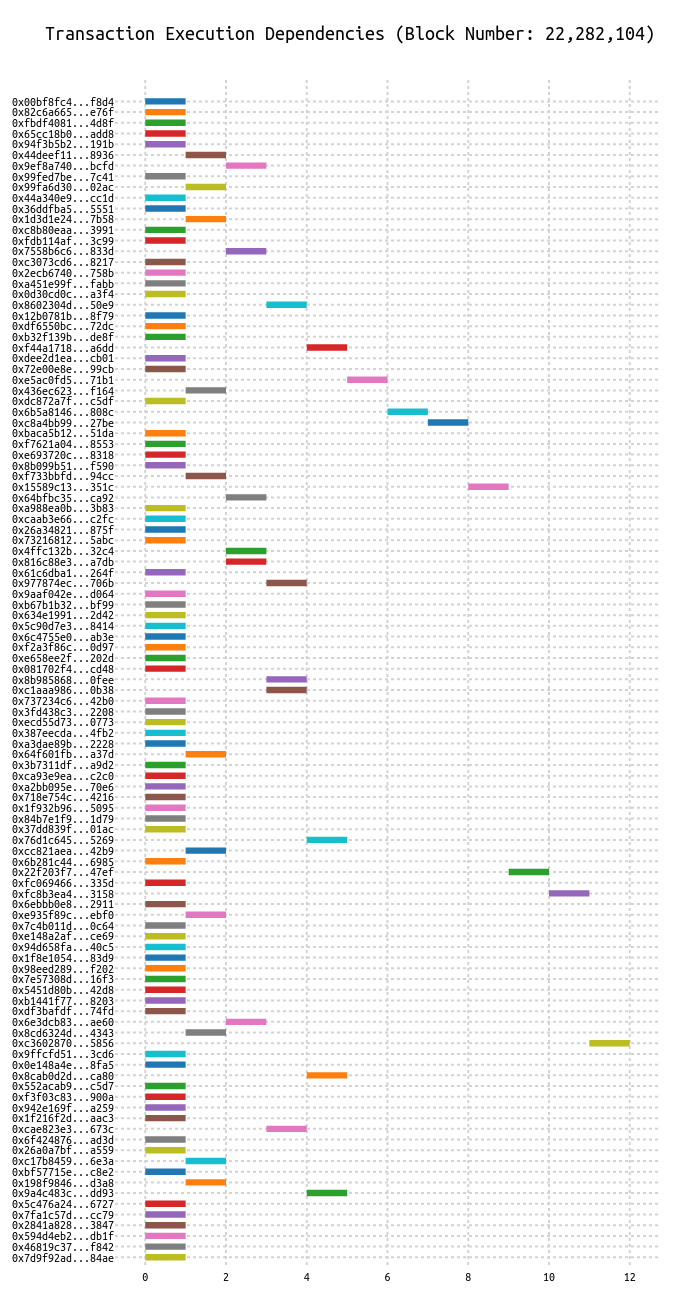 Transaction Execution Dependencies (Block Number: 22,282,104)
0x00bf8fc4...f8d4
0x82c6a665...e76f
0xfbdf4081...4d8f
0x65cc18b0...add8
0x94f3b5b2...191b
0x44deef11...8936
0x9ef8a740...bcfd
0x99fed7be...7c41
0x99fa6d30...02ac
0x44a340e9...cc1d
0x36ddfba5...5551
0x1d3d1e24...7b58
0xc8b80eaa...3991
0xfdb114af...3c99
0x7558b6c6...833d
0xc3073cd6...8217
0x2ecb6740...758b
0xa451e99f...fabb
0x0d30cd0c...a3f4
0x8602304d...50e9
0x12b0781b...8f79
0xdf6550bc...72dc
0xb32f139b...de8f
0xf44a1718...a6dd
0xdee2d1ea...cb01
0x72e00e8e...99cb
0xe5ac0fd5...71b1
0x436ec623...f164
0xdc872a7f...c5df
0x6b5a8146...808c
0xc8a4bb99...27be
0xbaca5b12...51da
0xf7621a04...8553
0xe693720c...8318
0x8b099b51...f590
0xf733bbfd...94cc
0x15589c13...351c
0x64bfbc35...ca92
0xa988ea0b...3b83
0xcaab3e66...c2fc
0x26a34821...875f
0x73216812...5abc
0x4ffc132b...32c4
0x816c88e3...a7db
0x61c6dba1...264f
0x977874ec...706b
0x9aaf042e...d064
0xb67b1b32...bf99
0x634e1991...2d42
0x5c90d7e3...8414
0x6c4755e0...ab3e
0xf2a3f86c...0d97
0xe658ee2f...202d
0x081702f4...cd48
0x8b985868...0fee
0xc1aaa986...0b38
0x737234c6...42b0
0x3fd438c3...2208
0xecd55d73...0773
0x387eecda...4fb2
0xa3dae89b...2228
0x64f601fb...a37d
0x3b7311df...a9d2
0xca93e9ea...c2c0
0xa2bb095e...70e6
0x718e754c...4216
0x1f932b96...5095
0x84b7e1f9...1d79
0x37dd839f...01ac
0x76d1c645...5269
0xcc821aea...42b9
0x6b281c44...6985
0x22f203f7...47ef
0xfc069466...335d
0xfc8b3ea4...3158
0x6ebbb0e8...2911
0xe935f89c...ebf0
0x7c4b011d...0c64
0xe148a2af...ce69
0x94d658fa...40c5
0x1f8e1054...83d9
0x98eed289...f202
0x7e57308d...16f3
0x5451d80b...42d8
0xb1441f77...8203
0xdf3bafdf...74fd
0x6e3dcb83...ae60
0x8cd6324d...4343
0xc3602870...5856
0x9ffcfd51...3cd6
0x0e148a4e...8fa5
0x8cab0d2d...ca80
0x552acab9...c5d7
0xf3f03c83...900a
0x942e169f...a259
0x1f216f2d...aac3
0xcae823e3...673c
0x6f424876...ad3d
0x26a0a7bf...a559
0xc17b8459...6e3a
0xbf57715e...c8e2
0x198f9846...d3a8
0x9a4c483c...dd93
0x5c476a24...6727
0x7fa1c57d...cc79
0x2841a828...3847
0x594d4eb2...db1f
0x46819c37...f842
0x7d9f92ad...84ae
0 2 4 6 8 10 12